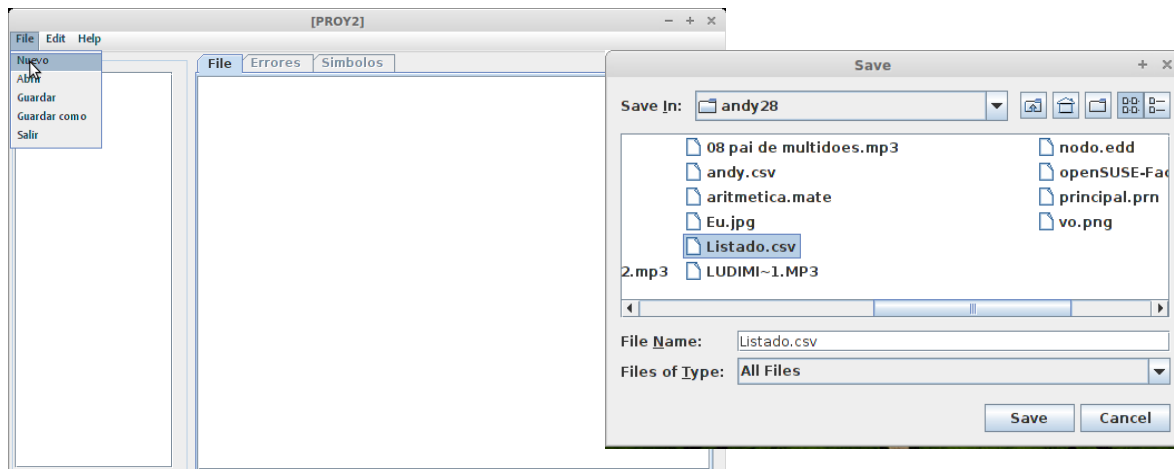 [PROY2]
File Edit Help
Nuevo
Abrir
Guardar
Guardar como
Salir
File Errores Simbolos
Save
Save In: andy28
08 pai de multidoes.mp3
andy.csv
aritmetica.mate
Eu.jpg
Listado.csv
2.mp3 LUDIMI~1.MP3
nodo.edd
openSUSE-Fac
principal.prn
vo.png
File Name: Listado.csv
Files of Type: All Files
Save Cancel